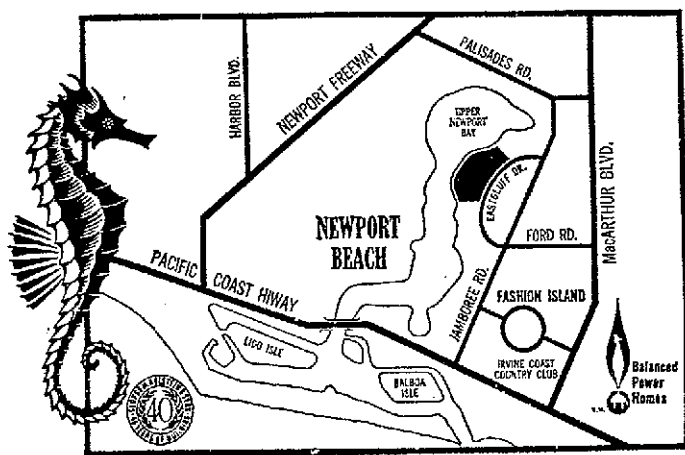 PALISADES RD.
HARBOR BLVD.
NEWPORT FREEWAY
UPPER
NEWPORT
BAY
MacARTHUR BLVD.
EASTBLUFF DR.
NEWPORT
BEACH
FORD RD.
PACIFIC COAST HIWAY
JAMBOREE RD.
FASHION ISLAND
LIDO ISLE
IRVINE COAST
COUNTRY CLUB
BALBOA
ISLE
Balanced
Power
Homes
40